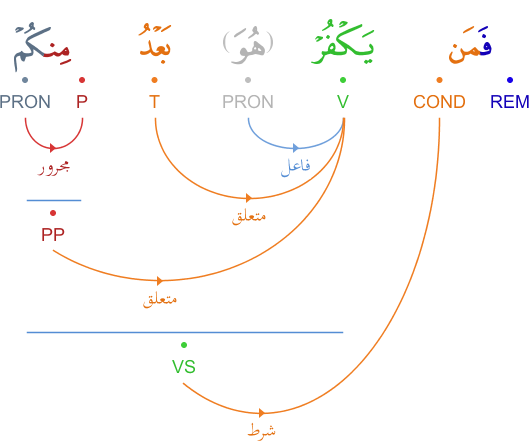 فَمَن يَكْفُرْ (هُوَ) بَعْدُ مِنكُمْ
REM COND V PRON T P PRON
فاعل مجرور
متعلق
PP
متعلق
VS
شرط